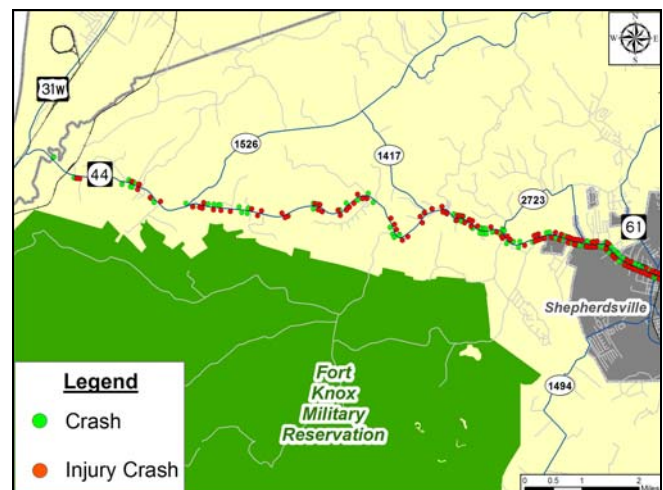 N
W
E
S
31W
1526
1417
44
2723
61
Shepherdsville
1494
Fort
Knox
Military
Reservation
Legend
Crash
Injury Crash
0 0.5 1 2
Miles